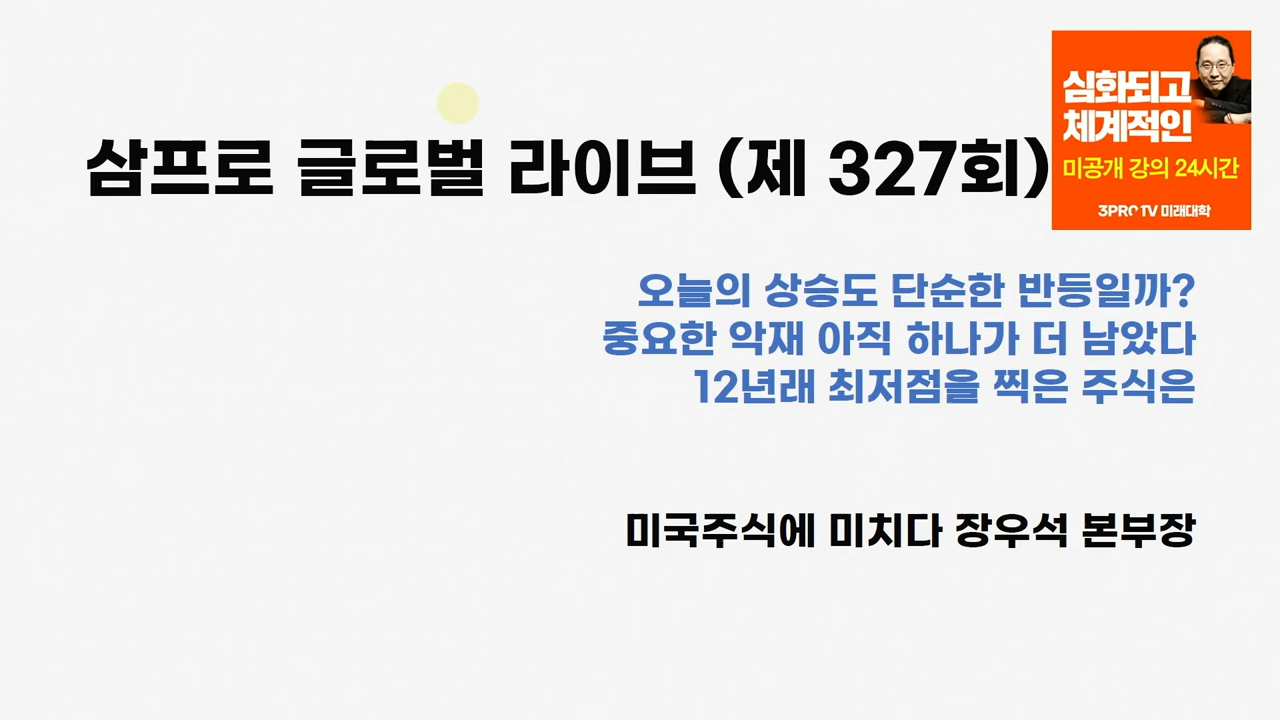 삼프로 글로벌 라이브 (제 327회)
심화되고
체계적인
미공개 강의 24시간
3PRO TV 미래대학
오늘의 상승도 단순한 반등일까?
중요한 악재 아직 하나가 더 남았다
12년래 최저점을 찍은 주식은
미국주식에 미치다 장우석 본부장